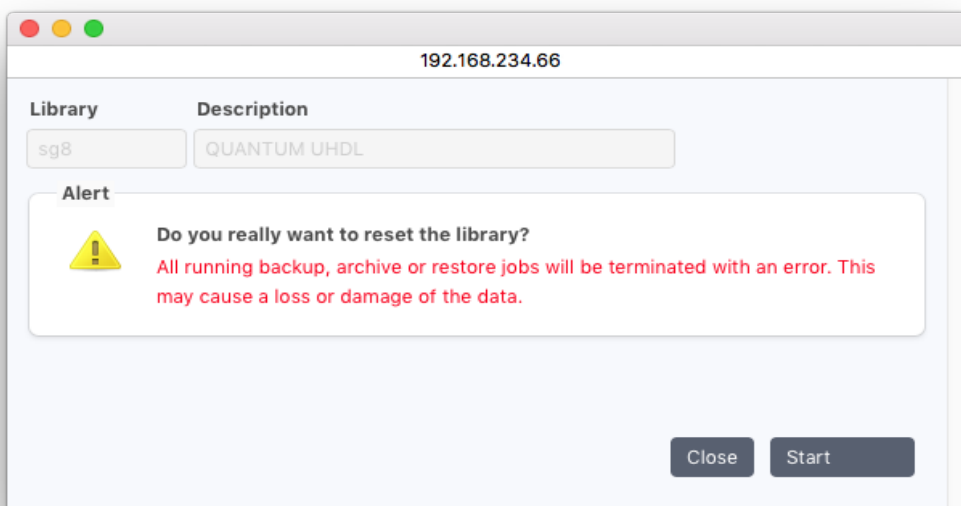 192.168.234.66
Library Description
sg8 QUANTUM UHDL
Alert
Do you really want to reset the library?
All running backup, archive or restore jobs will be terminated with an error. This
may cause a loss or damage of the data.
Close Start